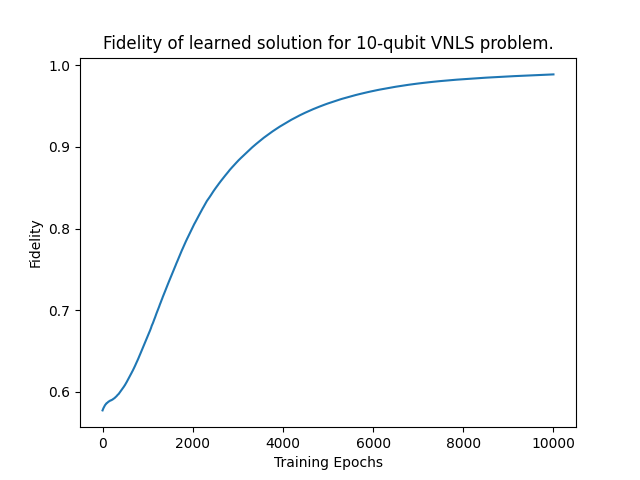 Fidelity of learned solution for 10-qubit VNLS problem.
1.0
0.9
0.8
0.7
0.6
Fidelity
0 2000 4000 6000 8000 10000
Training Epochs